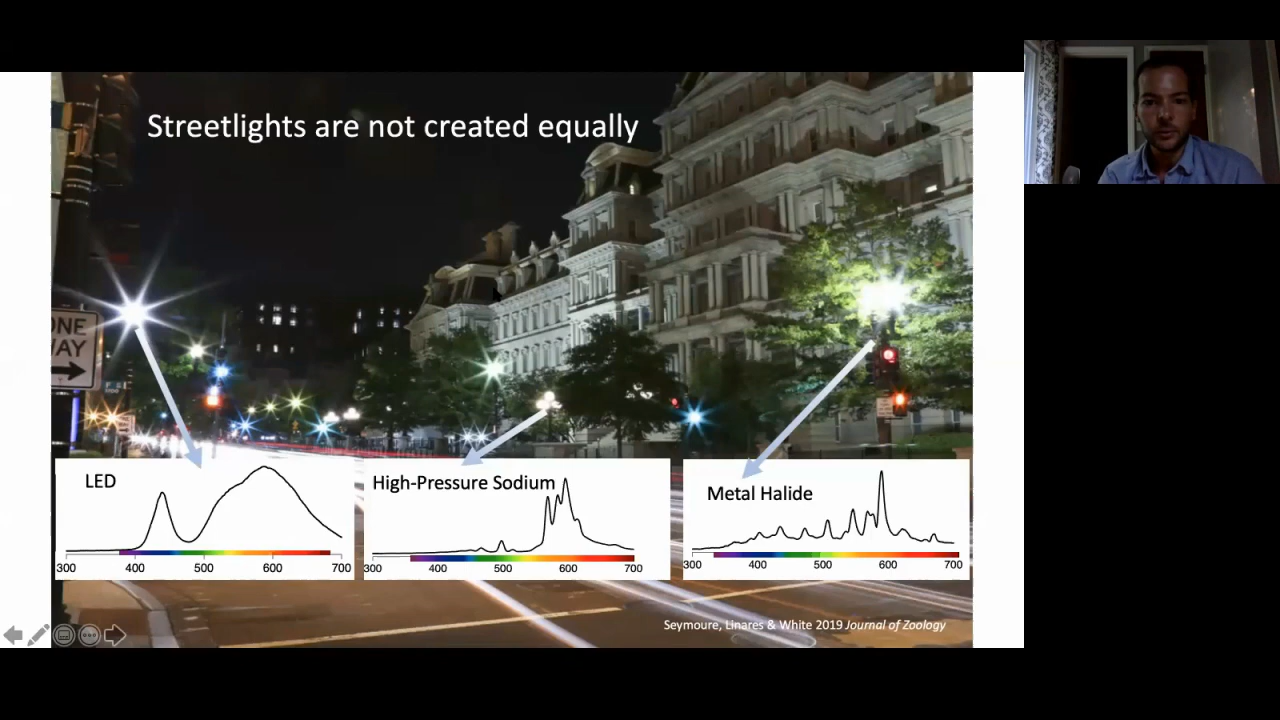 Streetlights are not created equally
ONE
WAY
LED
300 400 500 600 700
High-Pressure Sodium
300 400 500 600 700
Metal Halide
300 400 500 600 700
Seymoure, Linares & White 2019 Journal of Zoology